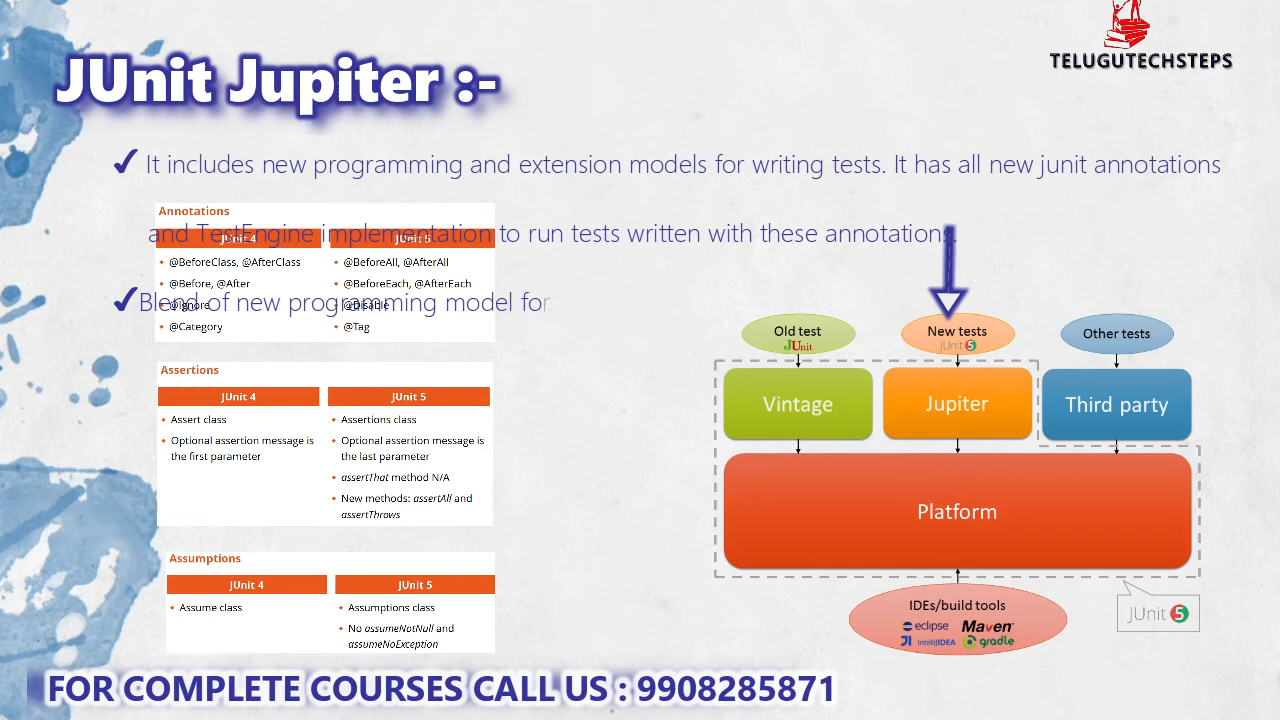 TELUGUTECHSTEPS
JUnit Jupiter :-
✔ It includes new programming and extension models for writing tests. It has all new junit annotations
and TestEngine implementation to run tests written with these annotations.
✔ Blend of new programming model for
Annotations
JUnit 4 JUnit 5
• @BeforeClass, @AfterClass • @BeforeAll, @AfterAll
• @Before, @After • @BeforeEach, @AfterEach
• @Ignore • @Disable
• @Category • @Tag
Assertions
JUnit 4 JUnit 5
• Assert class • Assertions class
• Optional assertion message is • Optional assertion message is
the first parameter the last parameter
• assertThat method N/A
• New methods: assertAll and
assertThrows
Assumptions
JUnit 4 JUnit 5
• Assume class • Assumptions class
• No assumeNotNull and
assumeNoException
Old test
JUnit
New tests
JUnit 5
Other tests
Vintage
Jupiter
Third party
Platform
IDEs/build tools
eclipse Maven
IntelliJIDEA gradle
JUnit 5
FOR COMPLETE COURSES CALL US : 9908285871